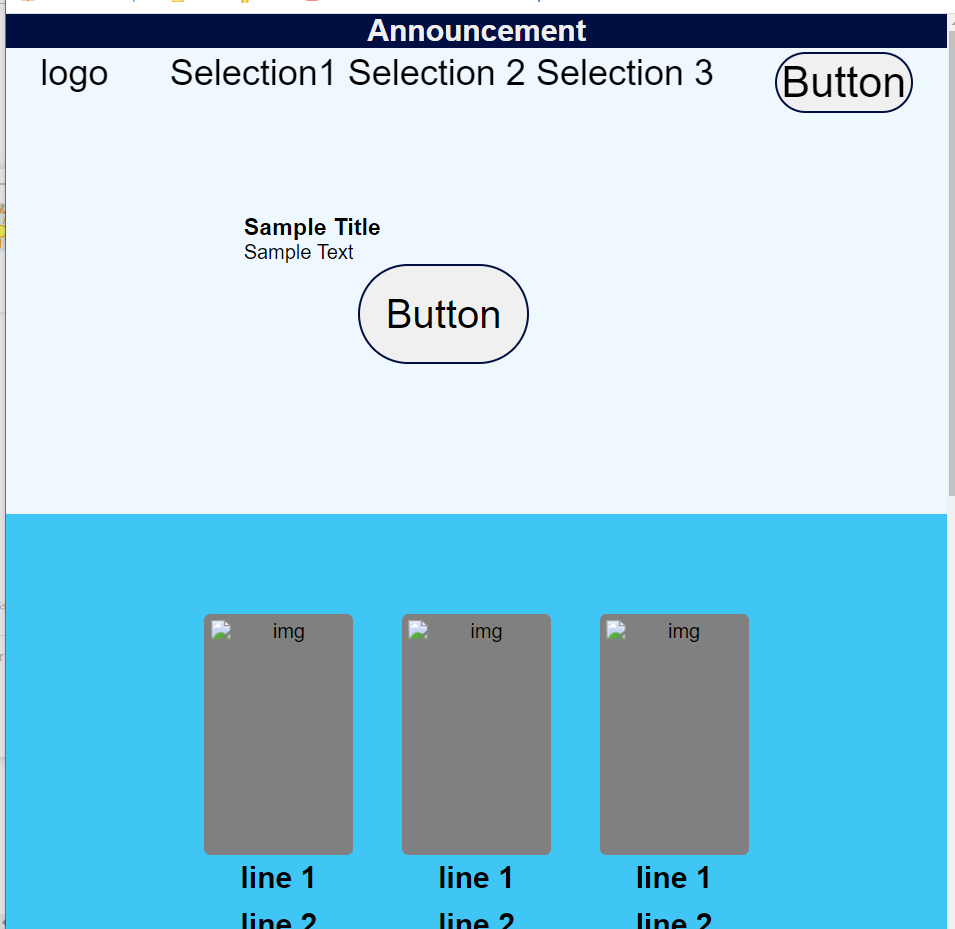 Announcement
logo Selection1 Selection 2 Selection 3 Button
Sample Title
Sample Text
Button
img img img
line 1 line 1 line 1
line 2 line 2 line 2